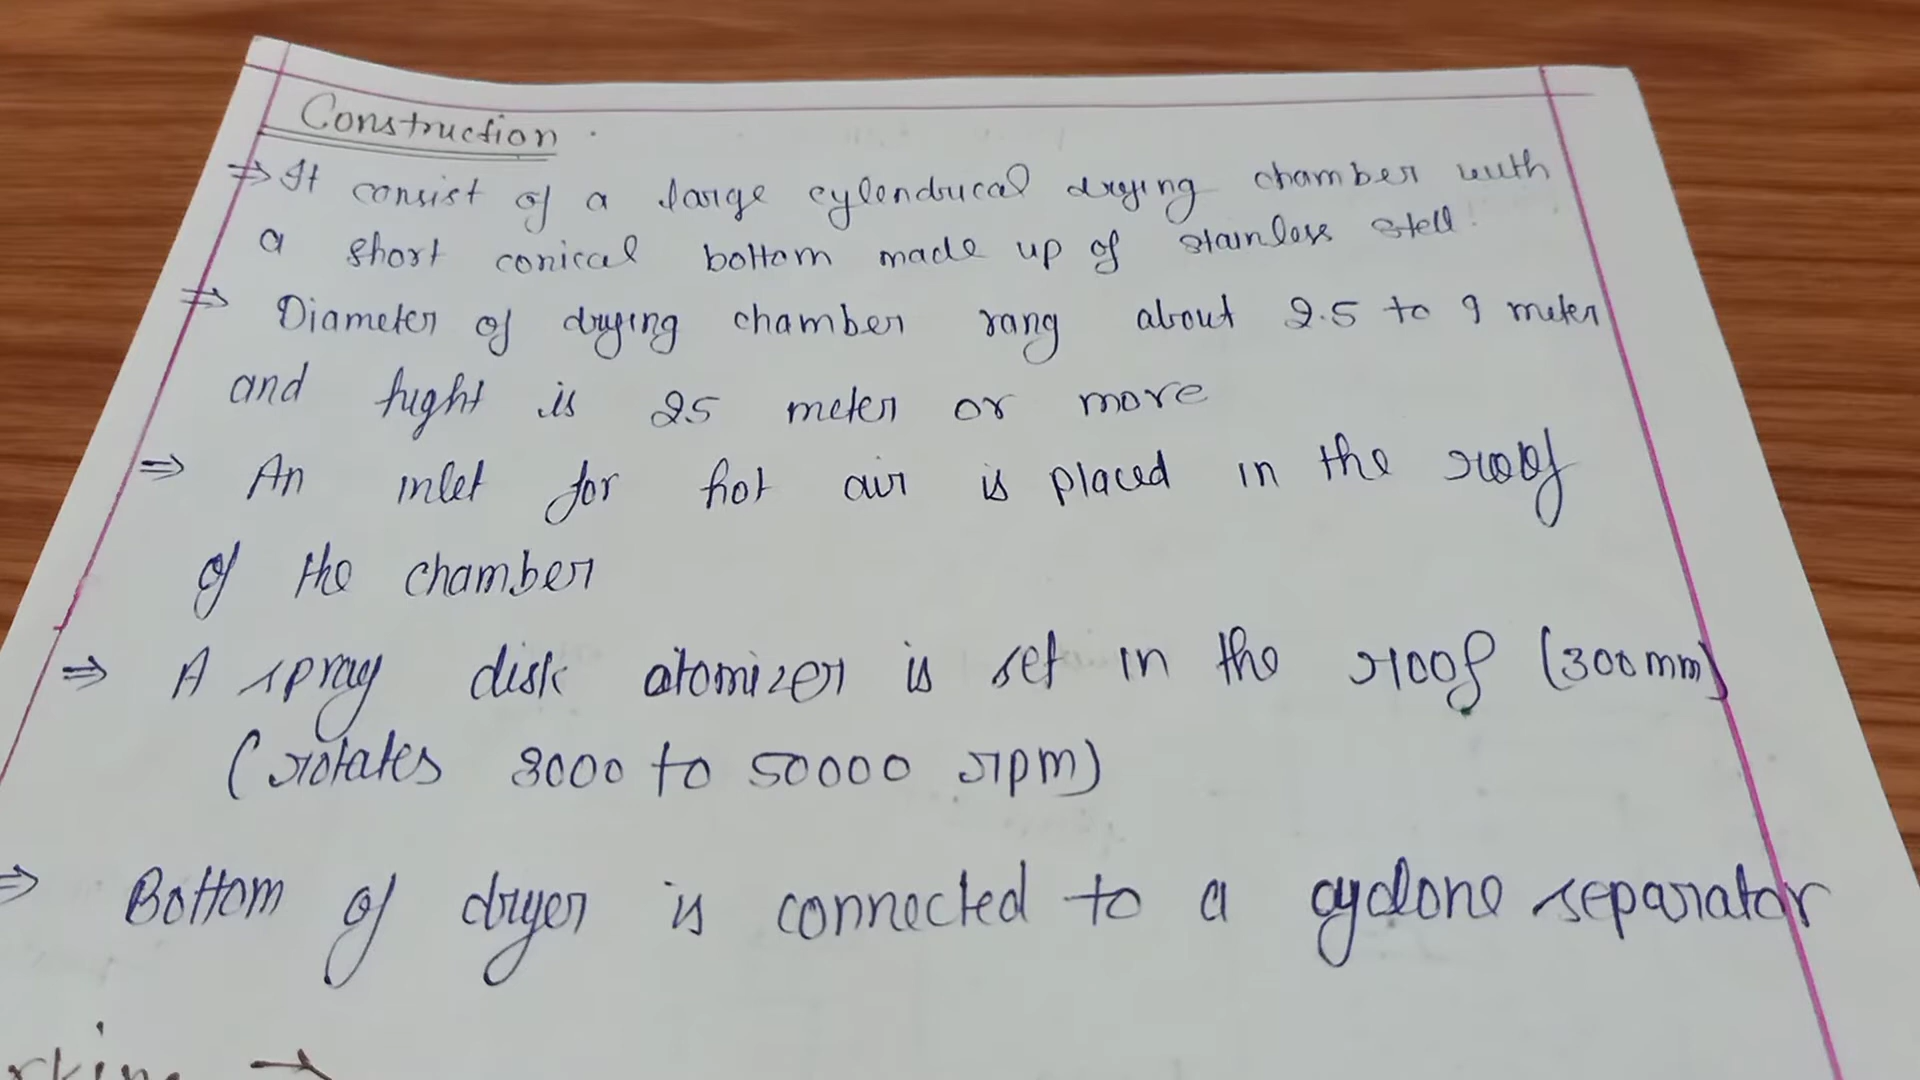 Construction
⇒ It consist of a large cylendrical drying chamber with
a short conical bottom made up of stainless stell.
⇒ Diameter of drying chamber rang about 2.5 to 9 meter
and hight is 25 meter or more
⇒ An inlet for hot air is placed in the roof
of the chamber
⇒ A spray disk atomizer is set in the roof (300mm)
(rotates 3000 to 50000 rpm)
⇒ Bottom of dryer is connected to a cyclone separator
rking →